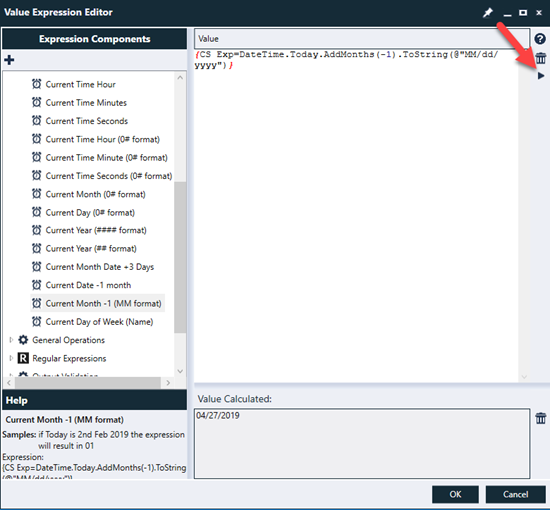 Value Expression Editor
Expression Components
Current Time Hour
Current Time Minutes
Current Time Seconds
Current Time Hour (0# format)
Current Time Minute (0# format)
Current Time Seconds (0# format)
Current Month (0# format)
Current Day (0# format)
Current Year (#### format)
Current Year (## format)
Current Month Date +3 Days
Current Date -1 month
Current Month -1 (MM format)
Current Day of Week (Name)
General Operations
R Regular Expressions
Output Validation
Help
Current Month -1 (MM format)
Samples: if Today is 2nd Feb 2019 the expression
will result in 01
Expression:
{CS Exp=DateTime.Today.AddMonths(-1).ToString
(@"MM/dd/yyyy")}
Value
{CS Exp=DateTime.Today.AddMonths(-1).ToString(@"MM/dd/
yyyy")}
Value Calculated:
04/27/2019
OK
Cancel